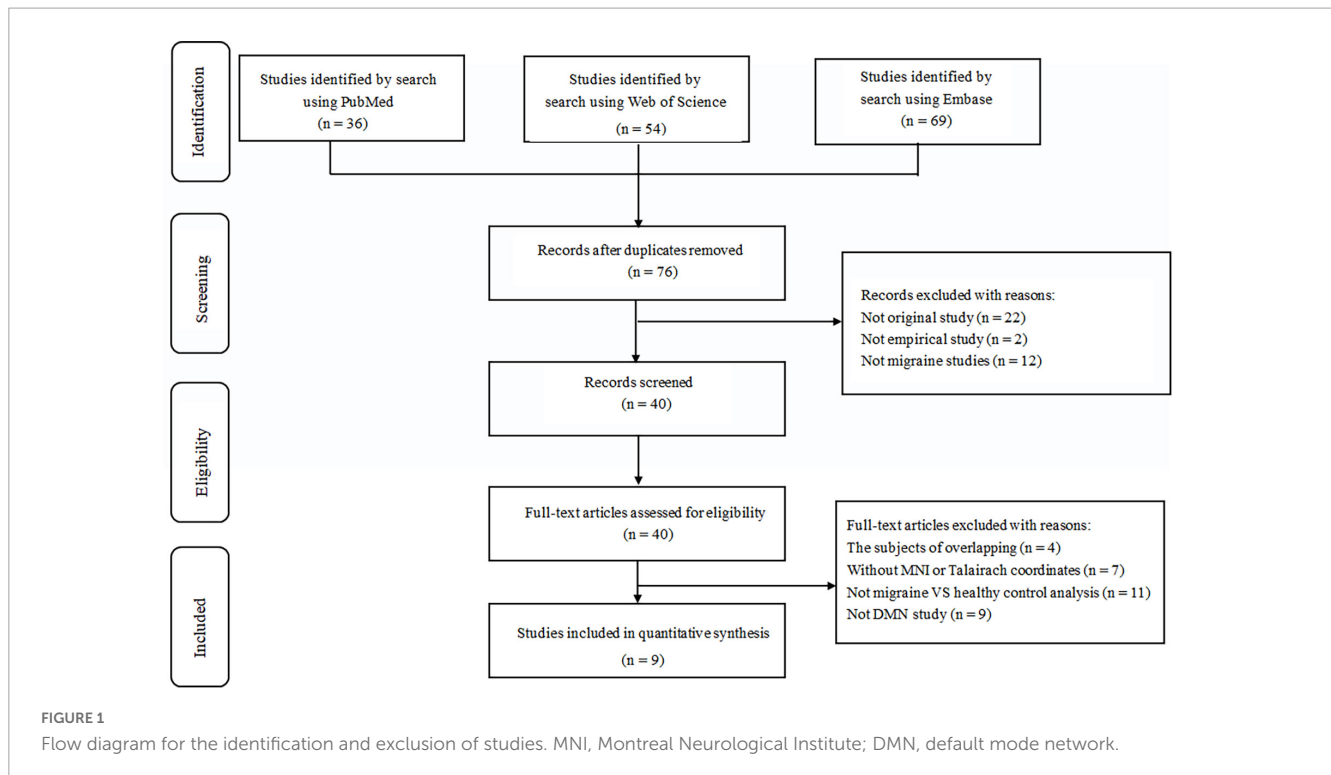 Identification
Studies identified by search
using PubMed
(n = 36)
Studies identified by
search using Web of Science
(n = 54)
Studies identified by
search using Embase
(n = 69)
Screening
Records after duplicates removed
(n = 76)
Records excluded with reasons:
Not original study (n = 22)
Not empirical study (n = 2)
Not migraine studies (n = 12)
Records screened
(n = 40)
Eligibility
Full-text articles assessed for eligibility
(n = 40)
Full-text articles excluded with reasons:
The subjects of overlapping (n = 4)
Without MNI or Talairach coordinates (n = 7)
Not migraine VS healthy control analysis (n = 11)
Not DMN study (n = 9)
Included
Studies included in quantitative synthesis
(n = 9)
FIGURE 1
Flow diagram for the identification and exclusion of studies. MNI, Montreal Neurological Institute; DMN, default mode network.